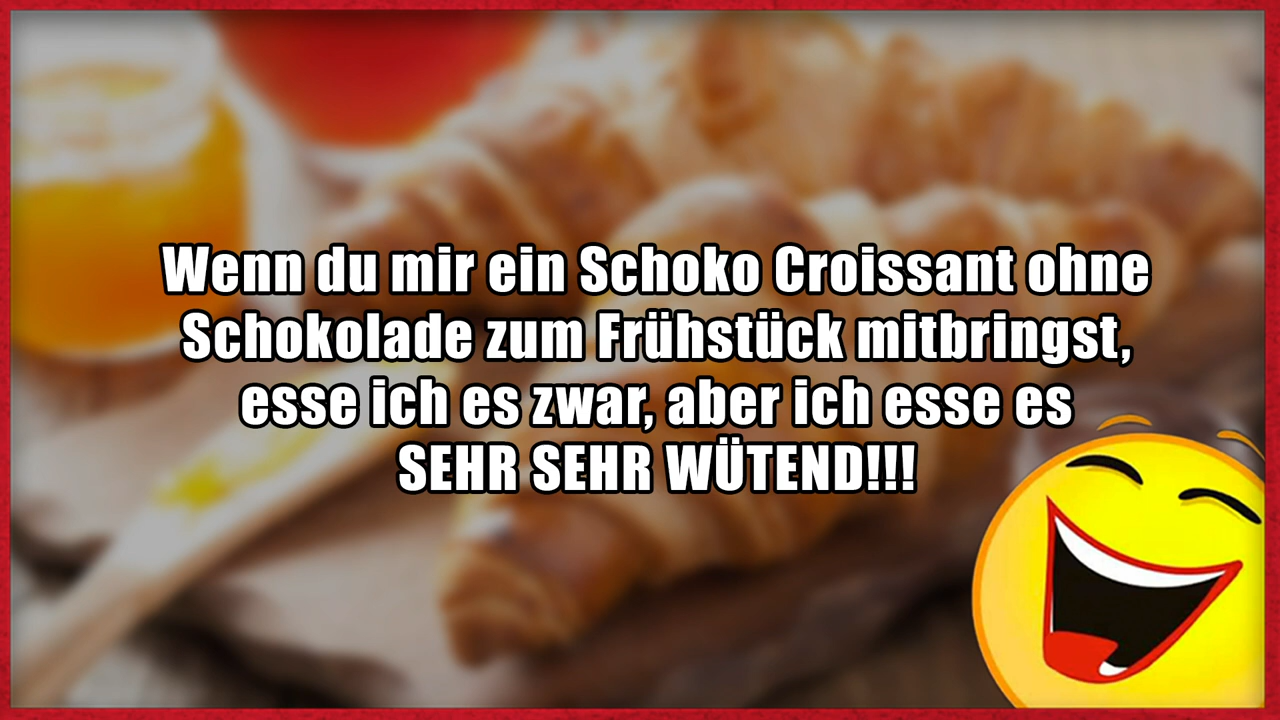 Wenn du mir ein Schoko Croissant ohne
Schokolade zum Frühstück mitbringst,
esse ich es zwar, aber ich esse es
SEHR SEHR WÜTEND!!!